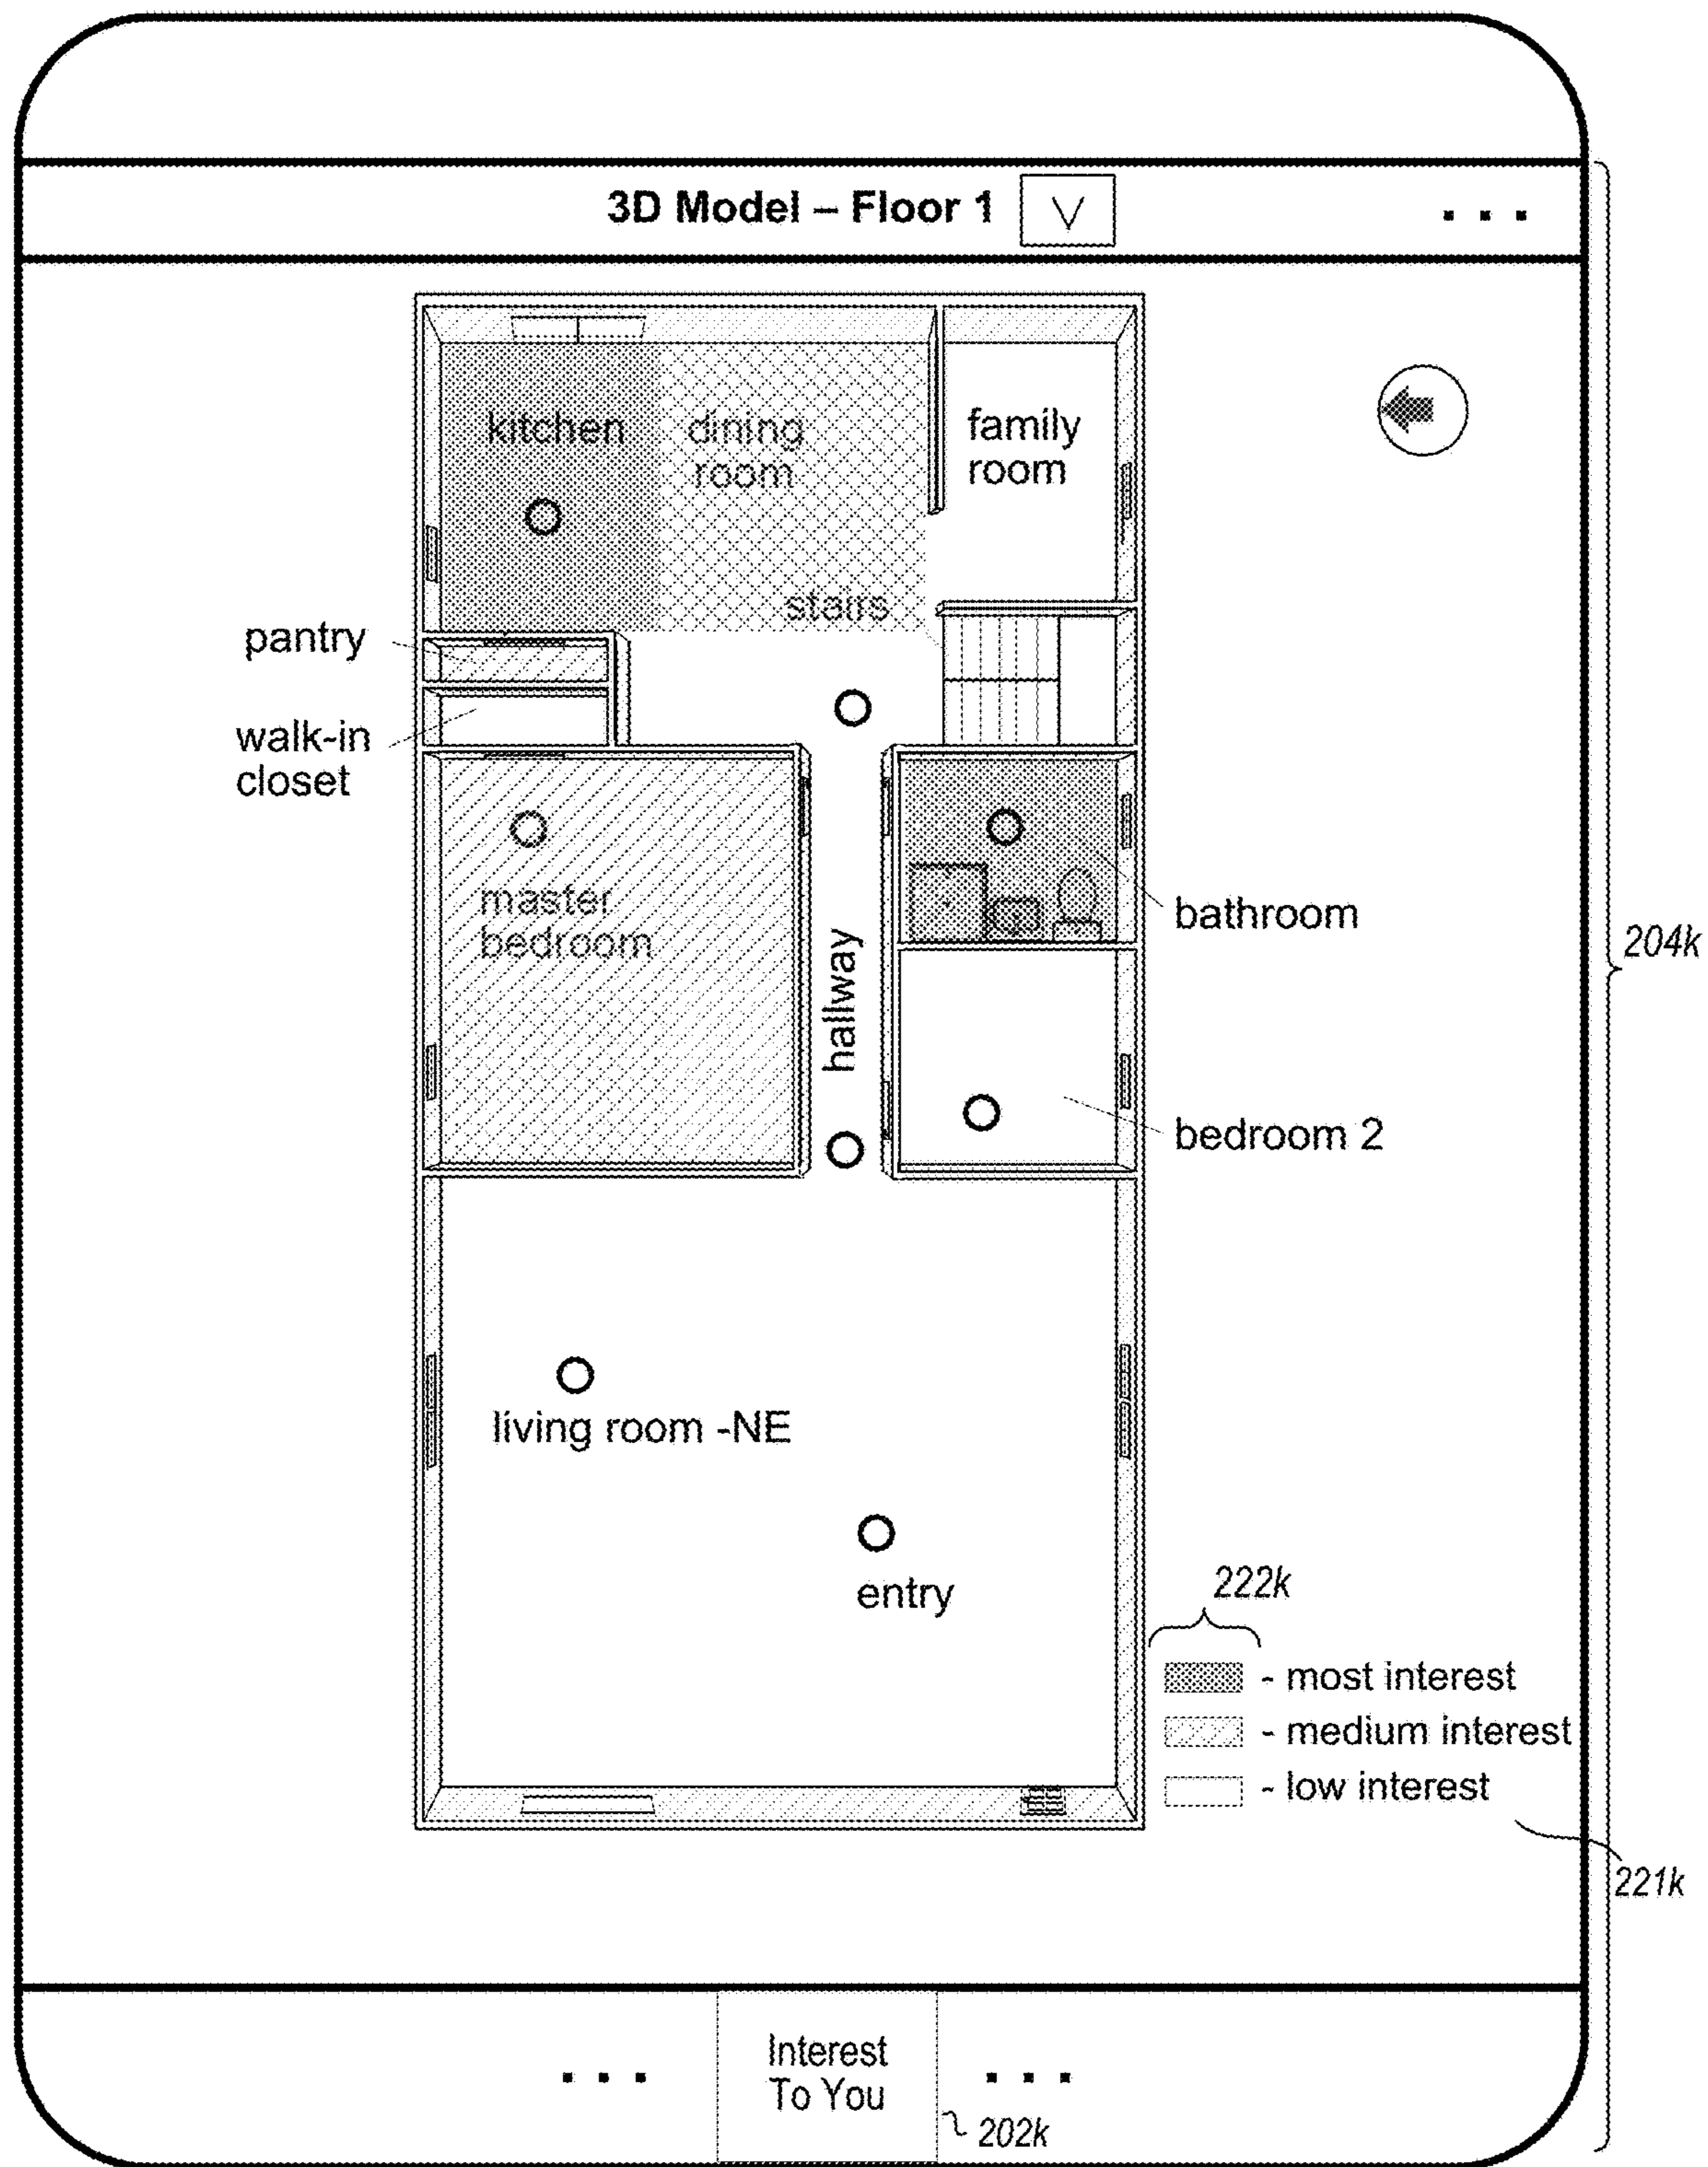 3D Model – Floor 1 V . . .
kitchen
dining
room
family
room
stairs
pantry
walk-in
closet
master
bedroom
hallway
bathroom
204k
bedroom 2
living room -NE
entry
222k
- most interest
- medium interest
- low interest
221k
. . . Interest . . .
To You
202k